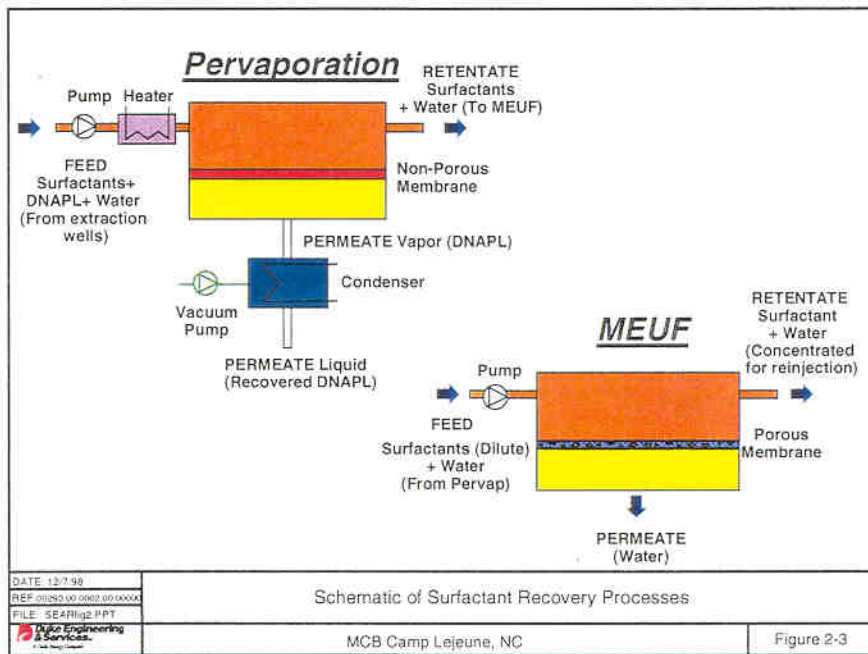 Pervaporation
Pump
Heater
RETENTATE
Surfactants
+ Water (To MEUF)
FEED
Surfactants+
DNAPL+ Water
(From extraction
wells)
Non-Porous
Membrane
PERMEATE Vapor (DNAPL)
Condenser
Vacuum
Pump
PERMEATE Liquid
(Recovered DNAPL)
MEUF
RETENTATE
Surfactant
+ Water
(Concentrated
for reinjection)
Pump
FEED
Surfactants (Dilute)
+ Water
(From Pervap)
Porous
Membrane
PERMEATE
(Water)
DATE: 12/7/98
REF
FILE: SEARfig2.PPT
Duke Engineering
& Services
Schematic of Surfactant Recovery Processes
MCB Camp Lejeune, NC
Figure 2-3